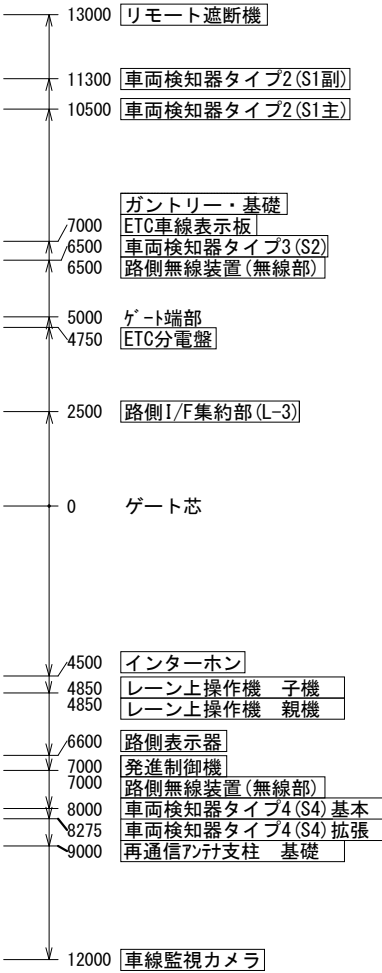 13000 リモート遮断機
11300 車両検知器タイプ2(S1副)
10500 車両検知器タイプ2(S1主)
ガントリー・基礎
7000 ETC車線表示板
6500 車両検知器タイプ3(S2)
6500 路側無線装置(無線部)
5000 ｹﾞｰﾄ端部
4750 ETC分電盤
2500 路側I/F集約部(L-3)
0 ゲート芯
4500 インターホン
4850 レーン上操作機　子機
4850 レーン上操作機　親機
6600 路側表示器
7000 発進制御機
7000 路側無線装置(無線部)
8000 車両検知器タイプ4(S4)基本
8275 車両検知器タイプ4(S4)拡張
9000 再通信ｱﾝﾃﾅ支柱　基礎
12000 車線監視カメラ